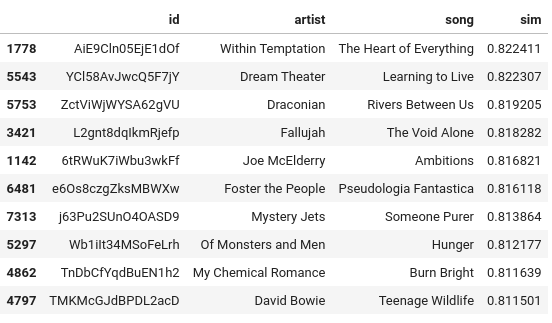 id artist song sim
1778 AiE9Cln05EjE1dOf Within Temptation The Heart of Everything 0.822411
5543 YCl58AvJwcQ5F7jY Dream Theater Learning to Live 0.822307
5753 ZctViWjWYSA62gVU Draconian Rivers Between Us 0.819205
3421 L2gnt8dqIkmRjefp Fallujah The Void Alone 0.818282
1142 6tRWuK7iWbu3wkFf Joe McElderry Ambitions 0.816821
6481 e6Os8czgZksMBWXw Foster the People Pseudologia Fantastica 0.816118
7313 j63Pu2SUnO4OASD9 Mystery Jets Someone Purer 0.813864
5297 Wb1iIt34MSoFeLrh Of Monsters and Men Hunger 0.812177
4862 TnDbCfYqdBuEN1h2 My Chemical Romance Burn Bright 0.811639
4797 TMKMcGJdBPDL2acD David Bowie Teenage Wildlife 0.811501